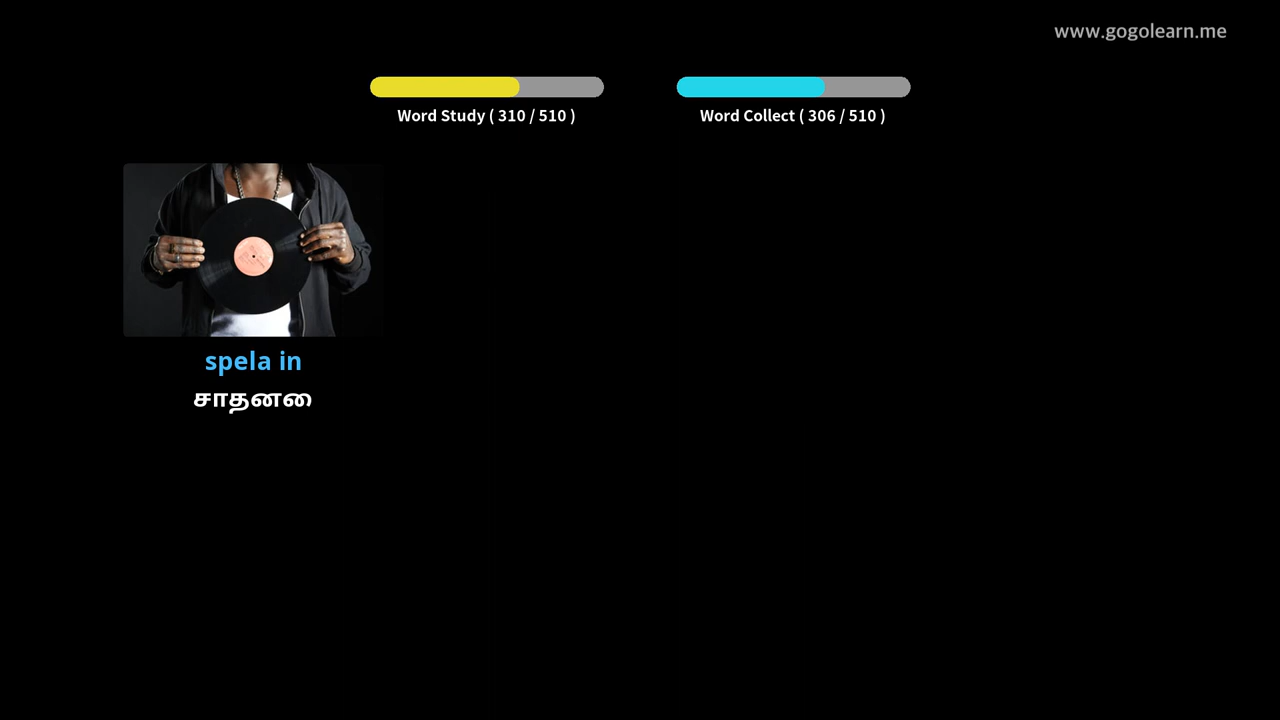 www.gogolearn.me
Word Study ( 310 / 510 )
Word Collect ( 306 / 510 )
spela in
சாதனை